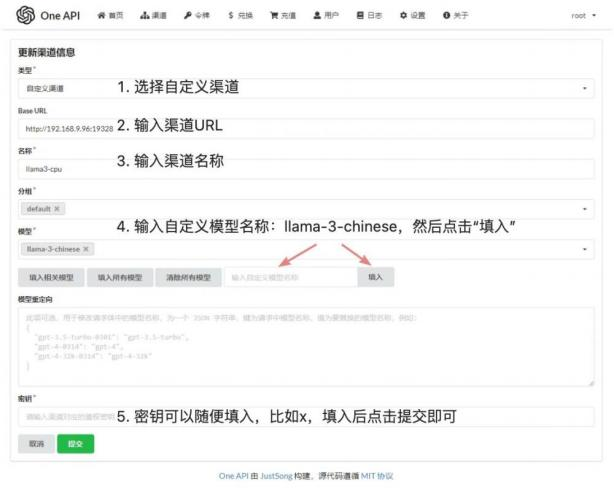 One API 首页 渠道 令牌 $ 兑换 充值 用户 日志 设置 关于 root
更新渠道信息
类型*
自定义渠道 1. 选择自定义渠道
Base URL
http://192.168.9.96:19328 2. 输入渠道URL
名称*
llama3-cpu 3. 输入渠道名称
分组*
default ×
模型* 4. 输入自定义模型名称：llama-3-chinese，然后点击“填入”
llama-3-chinese ×
填入相关模型 填入所有模型 清除所有模型 输入自定义模型名称 填入
模型重定向
此项可选，用于修改请求体中的模型名称，为一个 JSON 字符串，键为请求中模型名称，值为要替换的模型名称，例如：
{
"gpt-3.5-turbo-0301": "gpt-3.5-turbo",
"gpt-4-0314": "gpt-4",
"gpt-4-32k-0314": "gpt-4-32k"
}
密钥*
请输入渠道对应的鉴权密钥 5. 密钥可以随便填入，比如x，填入后点击提交即可
取消 提交
One API 由 JustSong 构建，源代码遵循 MIT 协议